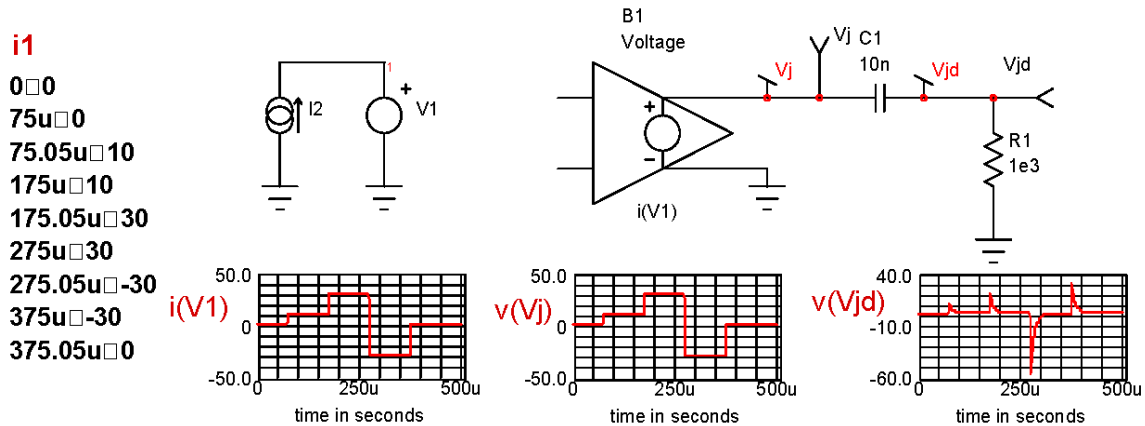 i1
0□0
75u□0
75.05u□10
175u□10
175.05u□30
275u□30
275.05u□-30
375u□-30
375.05u□0
1
+
I2
V1
B1
Voltage
+
−
i(V1)
Vj
Vj
C1
10n
Vjd
Vjd
R1
1e3
i(V1)
50.0
0
-50.0
0
250u
500u
time in seconds
v(Vj)
50.0
0
-50.0
0
250u
500u
time in seconds
v(Vjd)
40.0
-10.0
-60.0
0
250u
500u
time in seconds